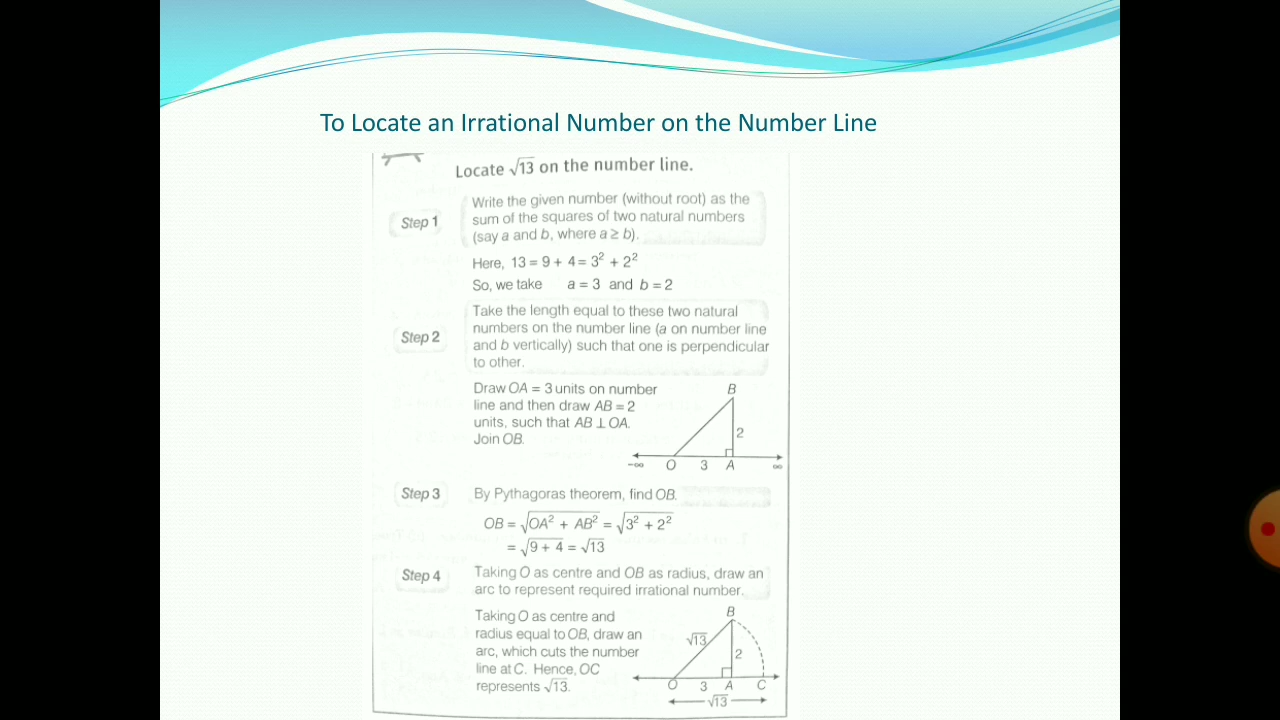 To Locate an Irrational Number on the Number Line
Locate √13 on the number line.
Step 1
Write the given number (without root) as the
sum of the squares of two natural numbers
(say a and b, where a ≥ b).
Here, 13 = 9 + 4 = 3² + 2²
So, we take a = 3 and b = 2
Step 2
Take the length equal to these two natural
numbers on the number line (a on number line
and b vertically) such that one is perpendicular
to other.
Draw OA = 3 units on number
line and then draw AB = 2
units, such that AB ⊥ OA.
Join OB.
B
2
−∞ O 3 A ∞
Step 3
By Pythagoras theorem, find OB.
OB = √OA² + AB² = √3² + 2²
= √9 + 4 = √13
Step 4
Taking O as centre and OB as radius, draw an
arc to represent required irrational number.
Taking O as centre and
radius equal to OB, draw an
arc, which cuts the number
line at C. Hence, OC
represents √13.
B
√13
2
O 3 A C
√13